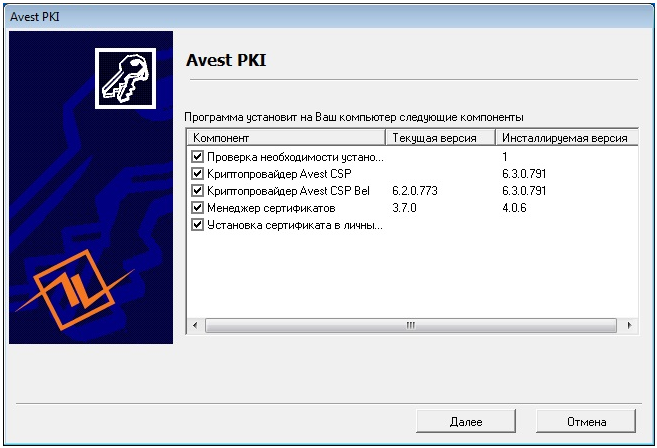 Avest PKI
Avest PKI
Программа установит на Ваш компьютер следующие компоненты
Компонент Текущая версия Инсталлируемая версия
Проверка необходимости устано... 1
Криптопровайдер Avest CSP 6.3.0.791
Криптопровайдер Avest CSP Bel 6.2.0.773 6.3.0.791
Менеджер сертификатов 3.7.0 4.0.6
Установка сертификата в личны...
Далее Отмена